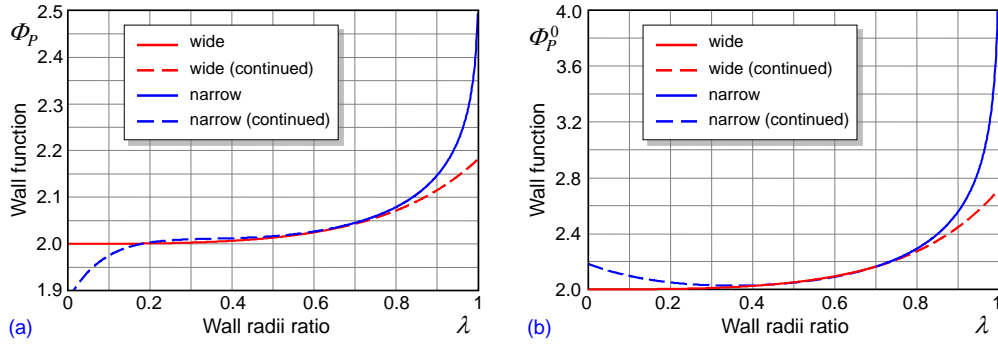 2.5
Φ_P
2.4
2.3
2.2
2.1
2.0
1.9
Wall function
wide
wide (continued)
narrow
narrow (continued)
0 0.2 0.4 0.6 0.8 1
(a) Wall radii ratio λ
4.0
Φ_P^0
3.6
3.2
2.8
2.4
2.0
Wall function
wide
wide (continued)
narrow
narrow (continued)
0 0.2 0.4 0.6 0.8 1
(b) Wall radii ratio λ